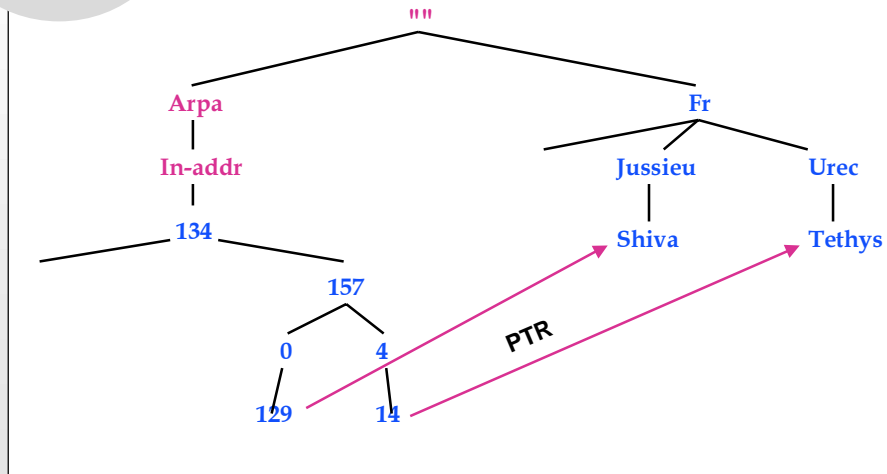 ""
Arpa Fr
In-addr Jussieu Urec
134 Shiva Tethys
157
0 4 PTR
129 14